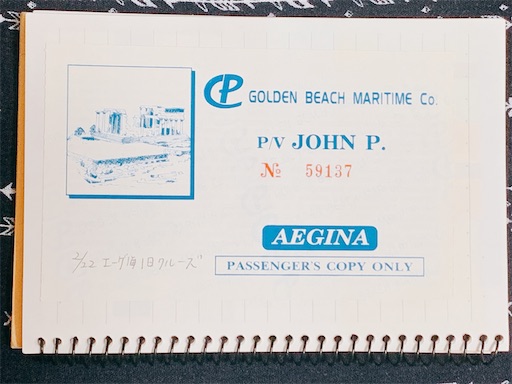 CP GOLDEN BEACH MARITIME Co.
P/V JOHN P.
№ 59137
AEGINA
2/22 エーゲ海1日クルーズ
PASSENGER'S COPY ONLY